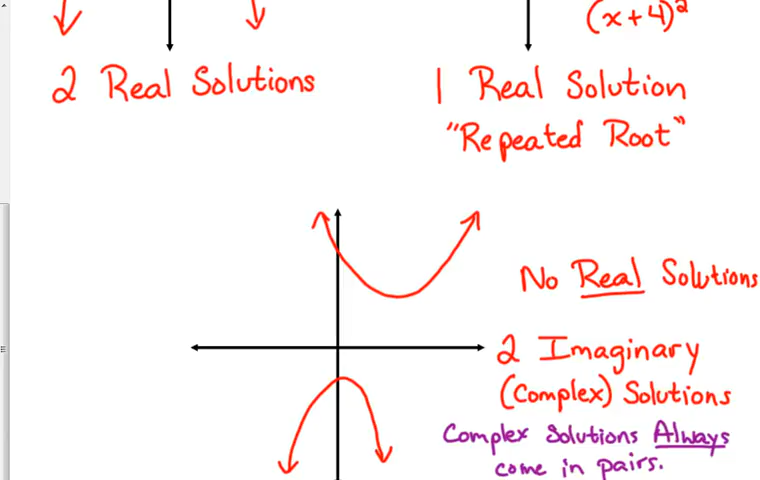 (x+4)²
2 Real Solutions
1 Real Solution
"Repeated Root"
No Real Solutions
2 Imaginary
(Complex) Solutions
Complex Solutions Always
come in pairs.